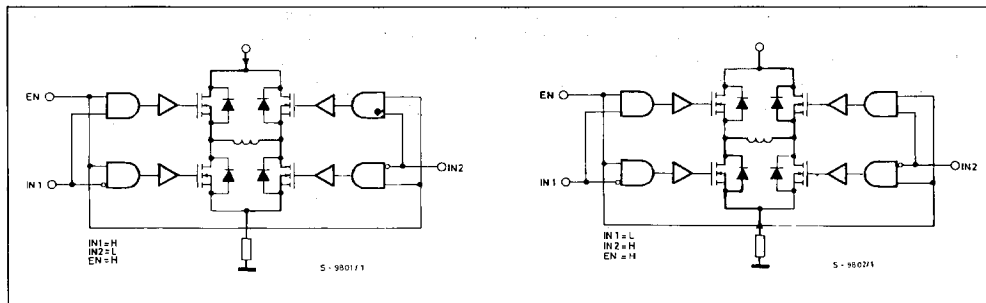 EN
IN1
IN2
IN1=H
IN2=L
EN=H
S-9801/1
EN
IN1
IN2
IN1=L
IN2=H
EN=H
S-9802/1